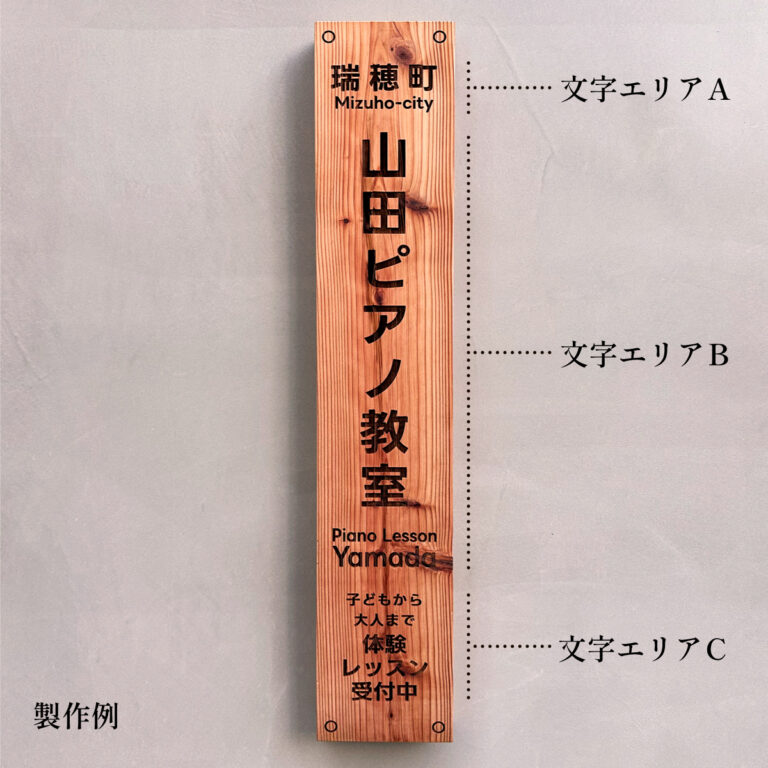 瑞穂町
Mizuho-city
山田ピアノ教室
Piano Lesson
Yamada
子どもから
大人まで
体験
レッスン
受付中
文字エリアA
文字エリアB
文字エリアC
製作例